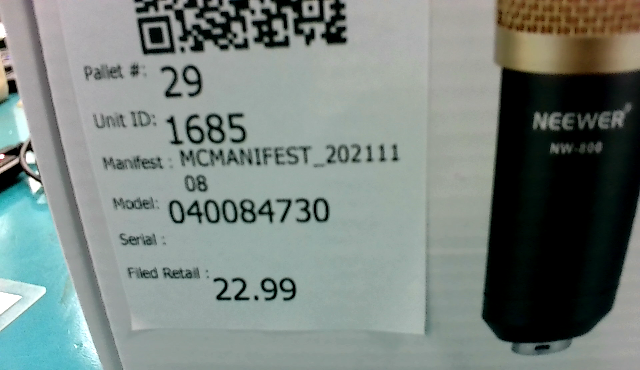 Pallet #: 29
Unit ID: 1685
Manifest : MCMANIFEST_202111
08
Model: 040084730
Serial :
Filed Retail : 22.99
NEEWER®
NW-800